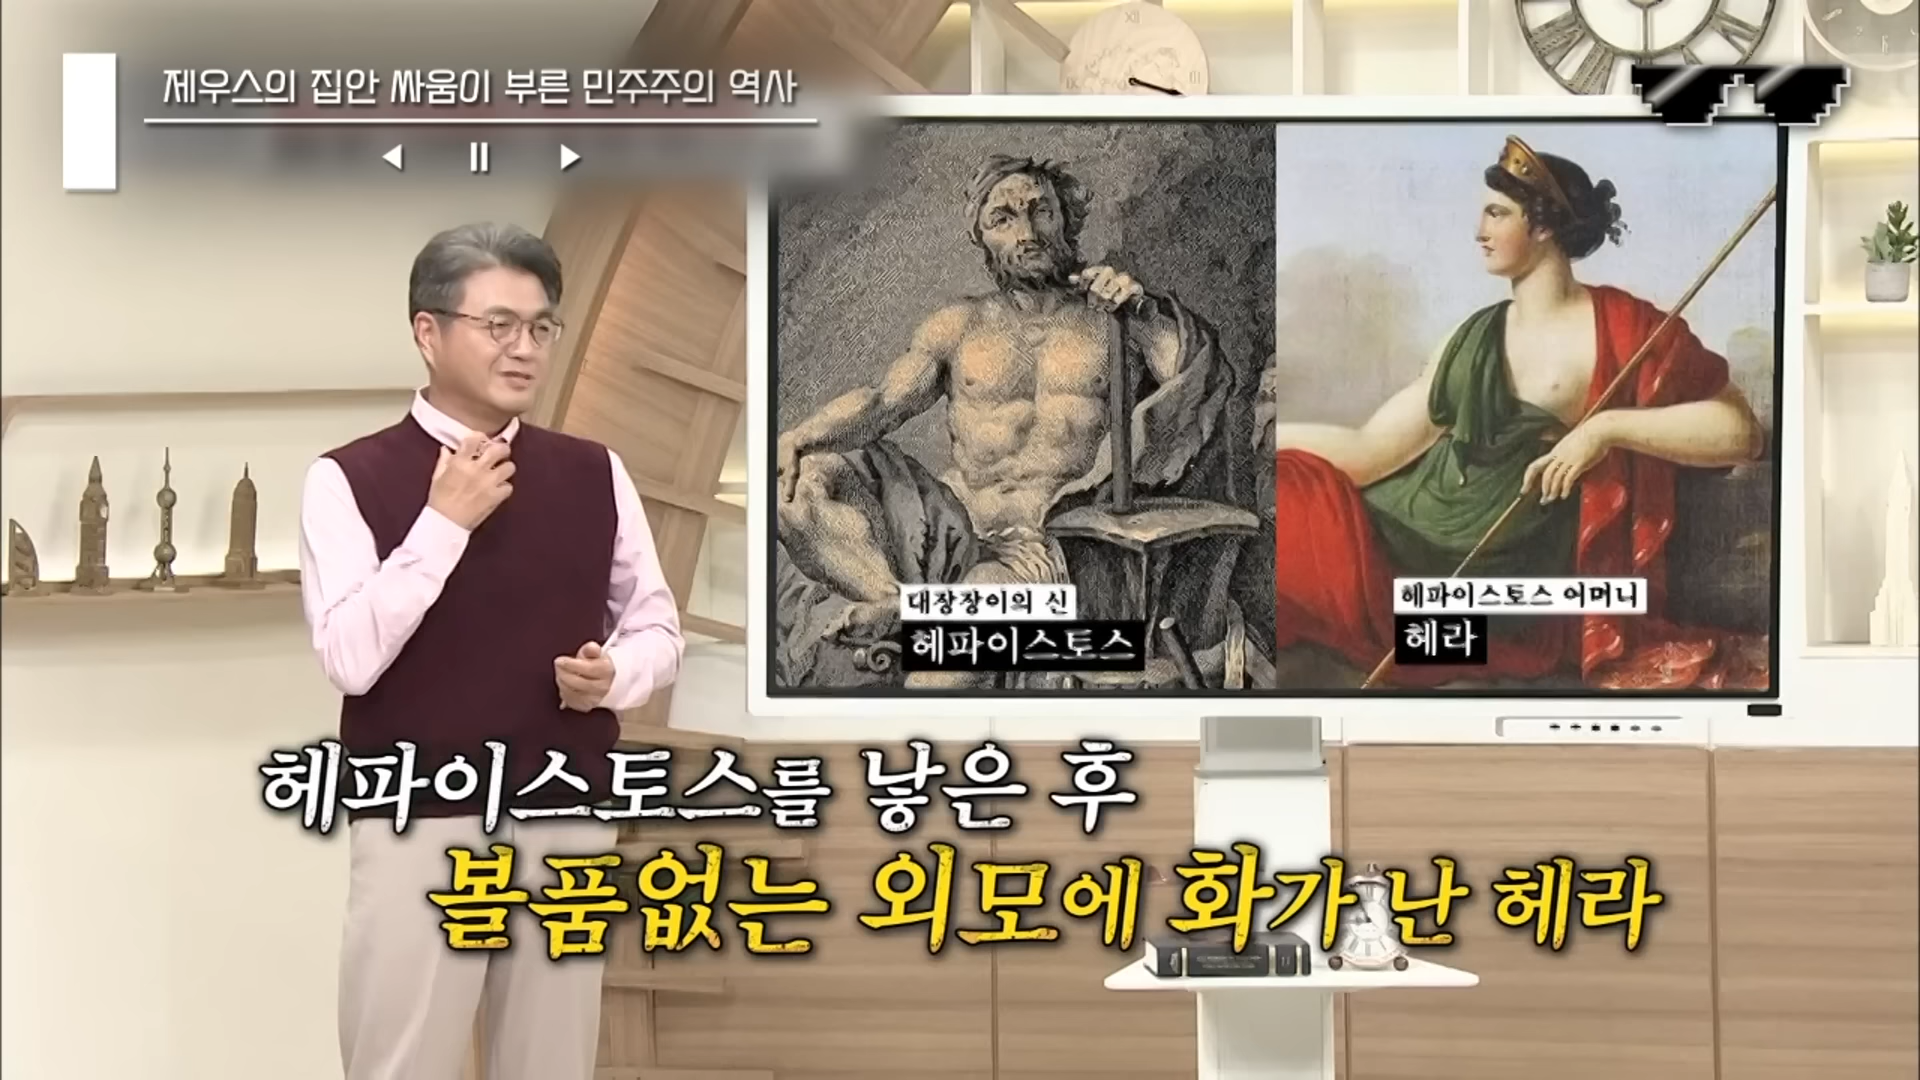 제우스의 집안 싸움이 부른 민주주의 역사
대장장이의 신
헤파이스토스
헤파이스토스 어머니
헤라
헤파이스토스를 낳은 후
볼품없는 외모에 화가 난 헤라